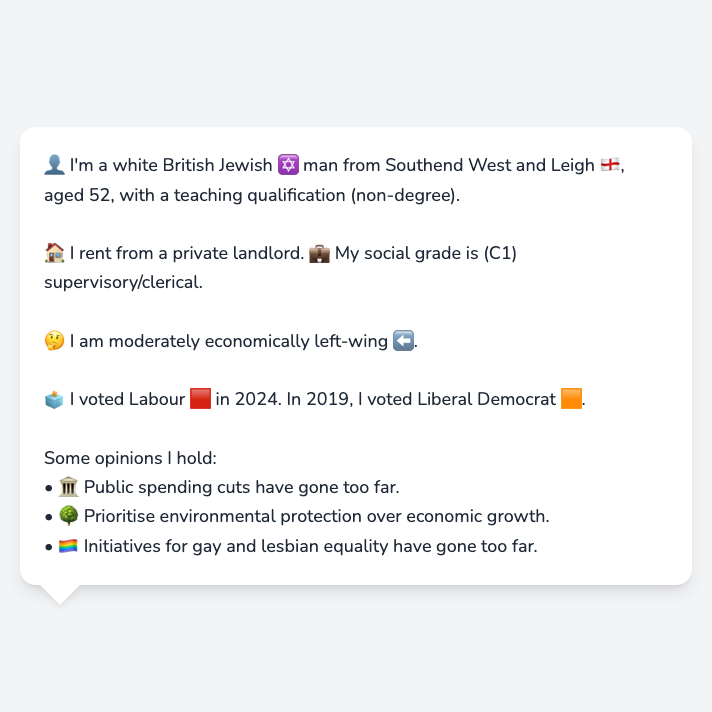 👤 I'm a white British Jewish ✡️ man from Southend West and Leigh 🏴󠁧󠁢󠁥󠁮󠁧󠁿,
aged 52, with a teaching qualification (non-degree).
🏠 I rent from a private landlord. 💼 My social grade is (C1)
supervisory/clerical.
🤔 I am moderately economically left-wing ⬅️.
🗳️ I voted Labour 🟥 in 2024. In 2019, I voted Liberal Democrat 🟧.
Some opinions I hold:
• 🏛️ Public spending cuts have gone too far.
• 🌳 Prioritise environmental protection over economic growth.
• 🏳️‍🌈 Initiatives for gay and lesbian equality have gone too far.